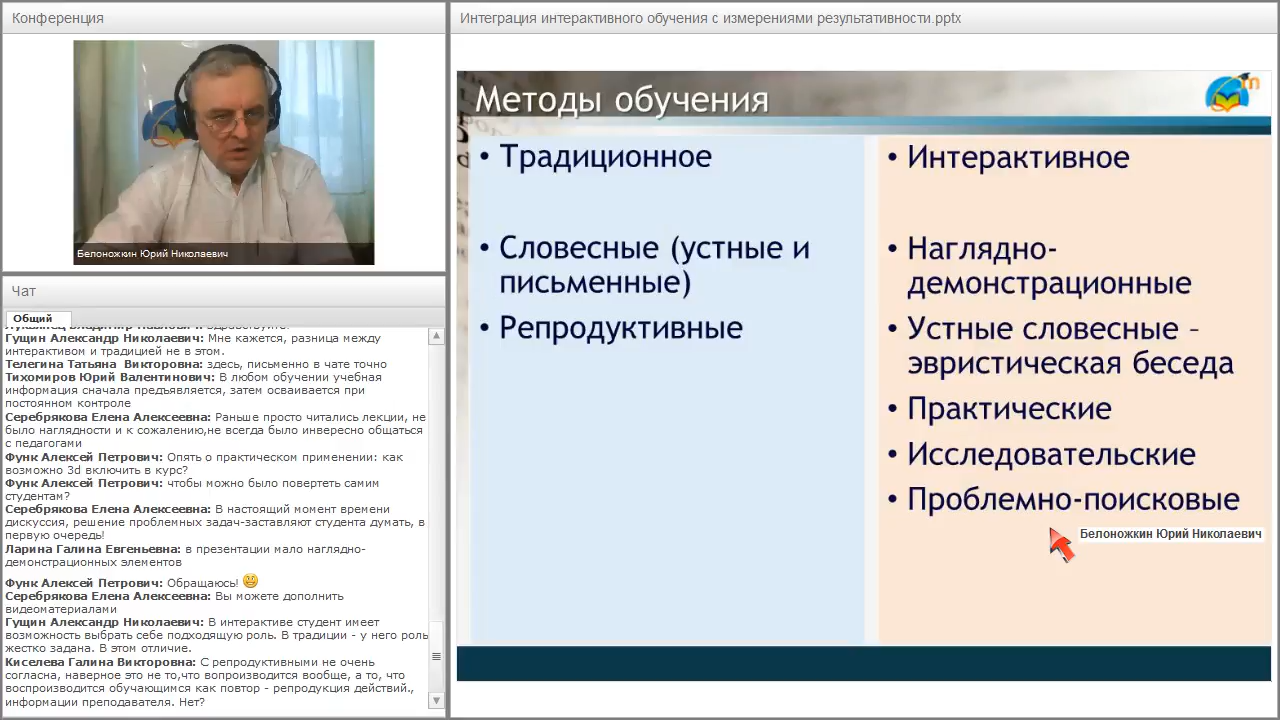 Конференция
Белоножкин Юрий Николаевич
Чат
Общий
Гущин Александр Николаевич: Мне кажется, разница между
интерактивом и традицией не в этом.
Телегина Татьяна Викторовна: здесь, письменно в чате точно
Тихомиров Юрий Валентинович: В любом обучении учебная
информация сначала предъявляется, затем осваивается при
постоянном контроле
Серебрякова Елена Алексеевна: Раньше просто читались лекции, не
было наглядности и к сожалению,не всегда было инвересно общаться
с педагогами
Функ Алексей Петрович: Опять о практическом применении: как
возможно 3d включить в курс?
Функ Алексей Петрович: чтобы можно было повертеть самим
студентам?
Серебрякова Елена Алексеевна: В настоящий момент времени
дискуссия, решение проблемных задач-заставляют студента думать, в
первую очередь!
Ларина Галина Евгеньевна: в презентации мало наглядно-
демонстрационных элементов
Функ Алексей Петрович: Обращаюсь!
Серебрякова Елена Алексеевна: Вы можете дополнить
видеоматериалами
Гущин Александр Николаевич: В интерактиве студент имеет
возможность выбрать себе подходящую роль. В традиции - у него роль
жестко задана. В этом отличие.
Киселева Галина Викторовна: С репродуктивными не очень
согласна, наверное это не то,что вопроизводится вообще, а то, что
воспроизводится обучающимся как повтор - репродукция действий.,
информации преподавателя. Нет?
Интеграция интерактивного обучения с измерениями результативности.pptx
Методы обучения
• Традиционное
• Словесные (устные и
письменные)
• Репродуктивные
• Интерактивное
• Наглядно-
демонстрационные
• Устные словесные –
эвристическая беседа
• Практические
• Исследовательские
• Проблемно-поисковые
Белоножкин Юрий Николаевич